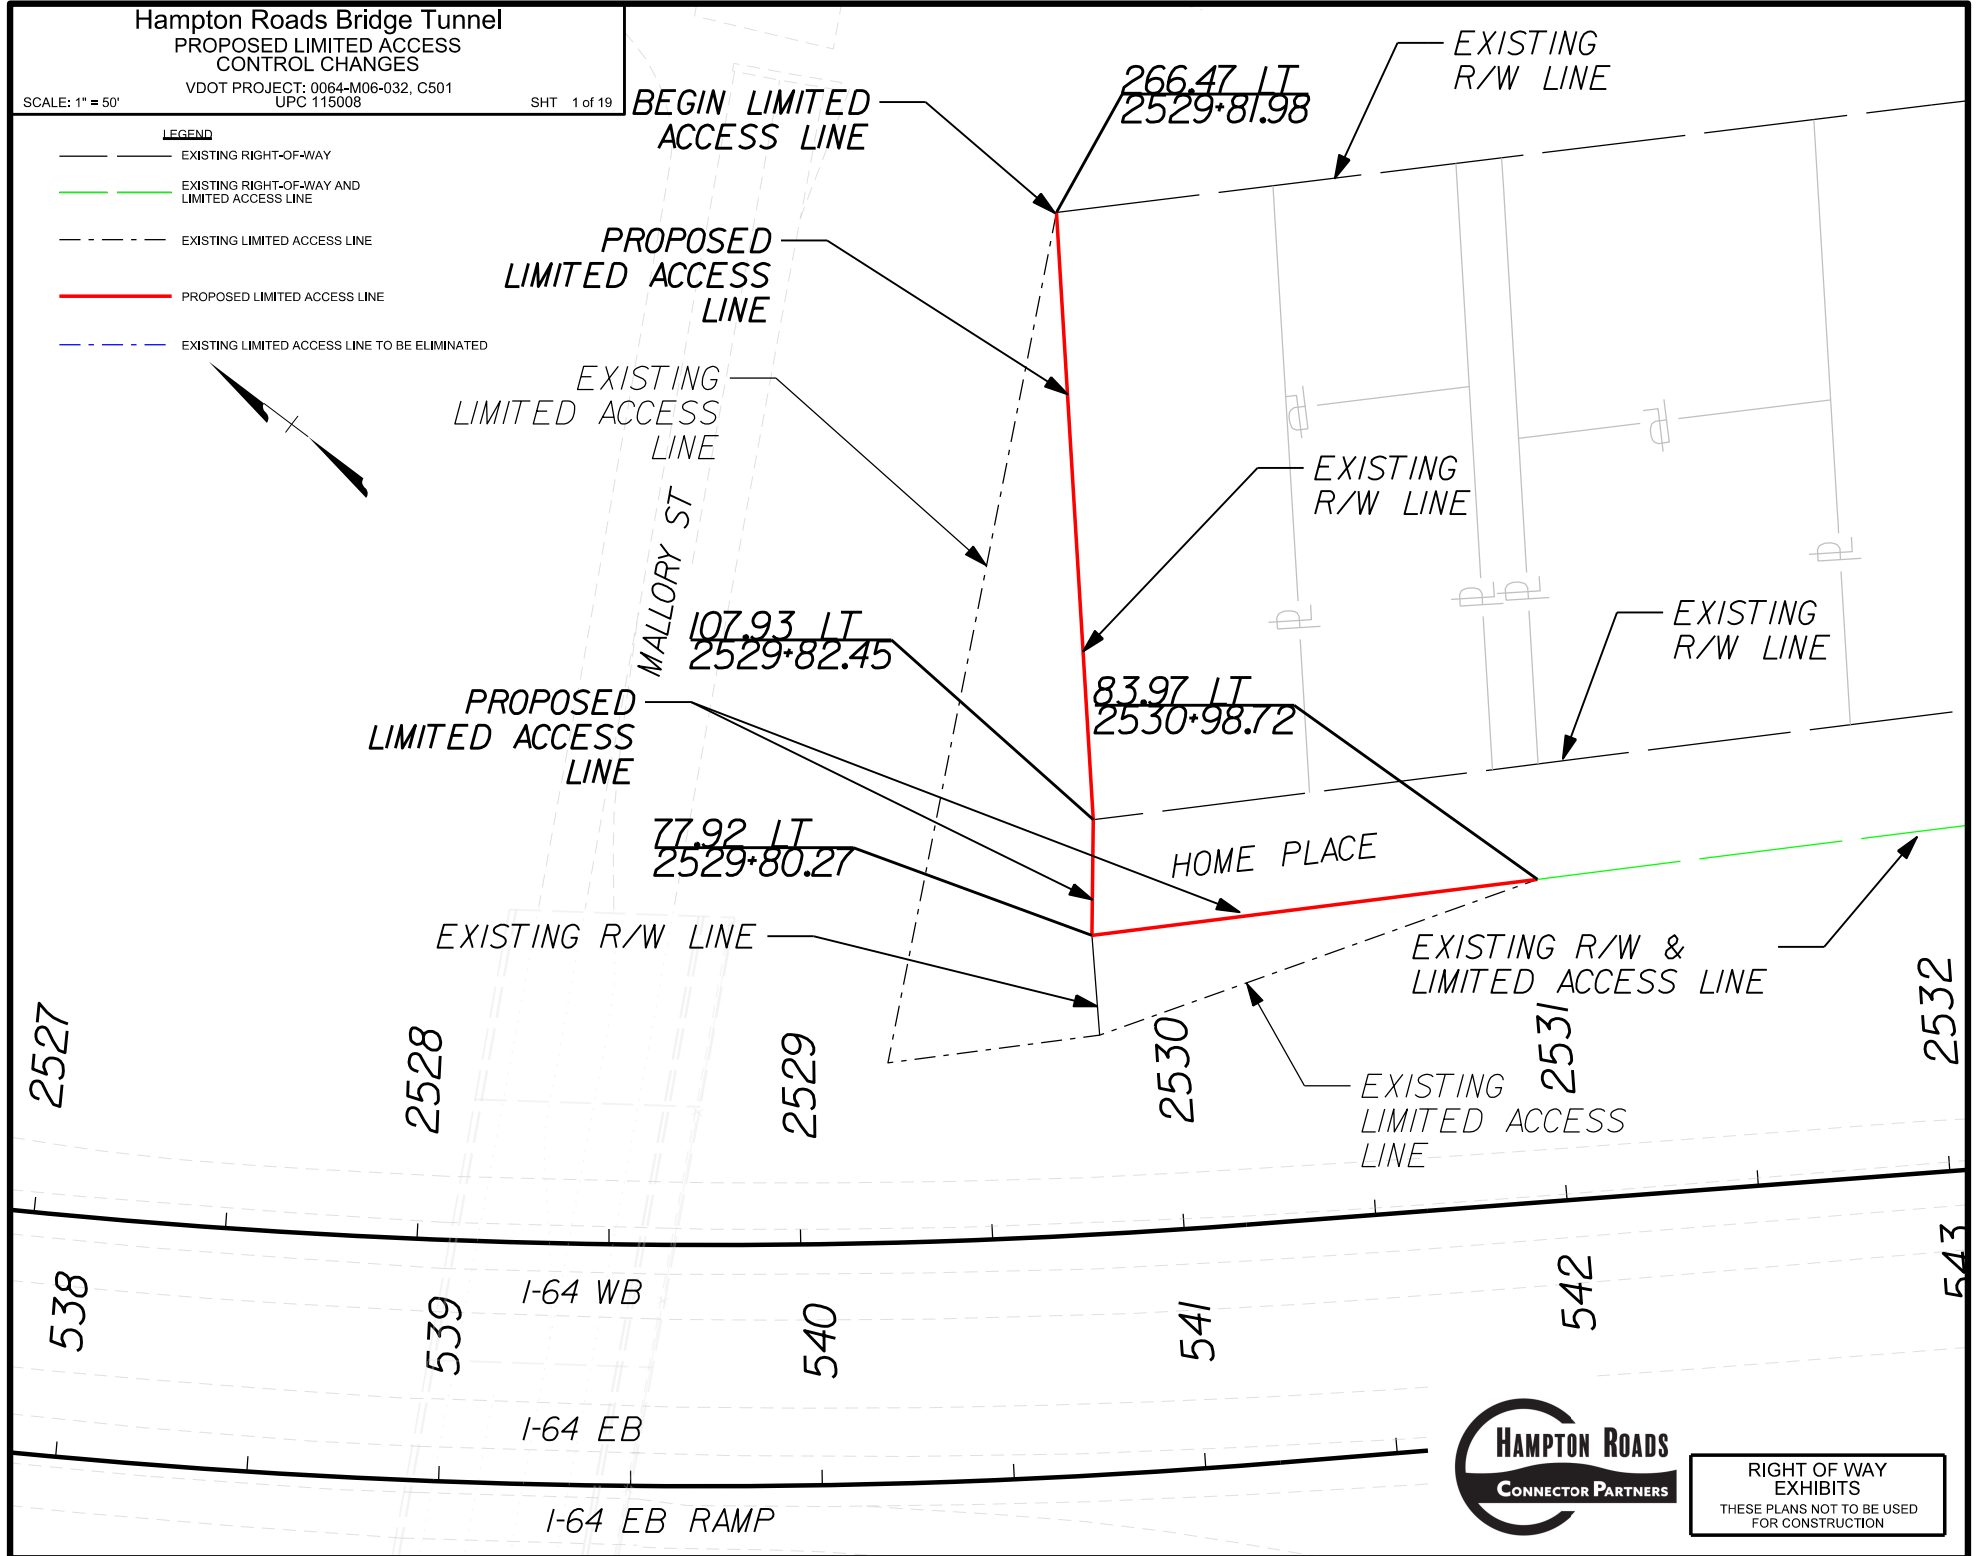 Hampton Roads Bridge Tunnel
PROPOSED LIMITED ACCESS
CONTROL CHANGES
VDOT PROJECT: 0064-M06-032, C501
UPC 115008
SCALE: 1" = 50'
SHT 1 of 19
LEGEND
EXISTING RIGHT-OF-WAY
EXISTING RIGHT-OF-WAY AND
LIMITED ACCESS LINE
EXISTING LIMITED ACCESS LINE
PROPOSED LIMITED ACCESS LINE
EXISTING LIMITED ACCESS LINE TO BE ELIMINATED
BEGIN LIMITED
ACCESS LINE
266.47 LT
2529+81.98
EXISTING
R/W LINE
PROPOSED
LIMITED ACCESS
LINE
EXISTING
LIMITED ACCESS
LINE
MALLORY ST
EXISTING
R/W LINE
107.93 LT
2529+82.45
EXISTING
R/W LINE
83.97 LT
2530+98.72
PROPOSED
LIMITED ACCESS
LINE
77.92 LT
2529+80.27
HOME PLACE
EXISTING R/W LINE
EXISTING R/W &
LIMITED ACCESS LINE
EXISTING
LIMITED ACCESS
LINE
2527
2528
2529
2530
2531
2532
I-64 WB
538
539
540
541
542
543
I-64 EB
I-64 EB RAMP
HAMPTON ROADS
CONNECTOR PARTNERS
RIGHT OF WAY
EXHIBITS
THESE PLANS NOT TO BE USED
FOR CONSTRUCTION